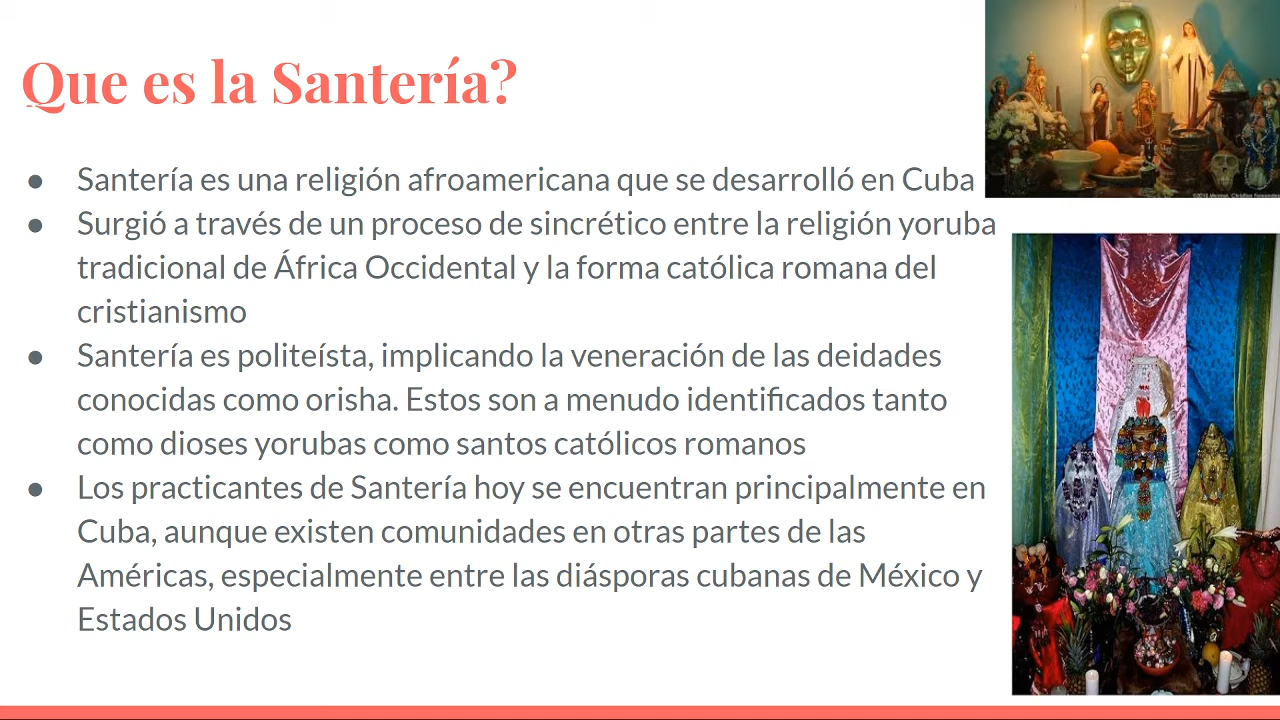 Que es la Santería?
● Santería es una religión afroamericana que se desarrolló en Cuba
● Surgió a través de un proceso de sincrético entre la religión yoruba
tradicional de África Occidental y la forma católica romana del
cristianismo
● Santería es politeísta, implicando la veneración de las deidades
conocidas como orisha. Estos son a menudo identificados tanto
como dioses yorubas como santos católicos romanos
● Los practicantes de Santería hoy se encuentran principalmente en
Cuba, aunque existen comunidades en otras partes de las
Américas, especialmente entre las diásporas cubanas de México y
Estados Unidos